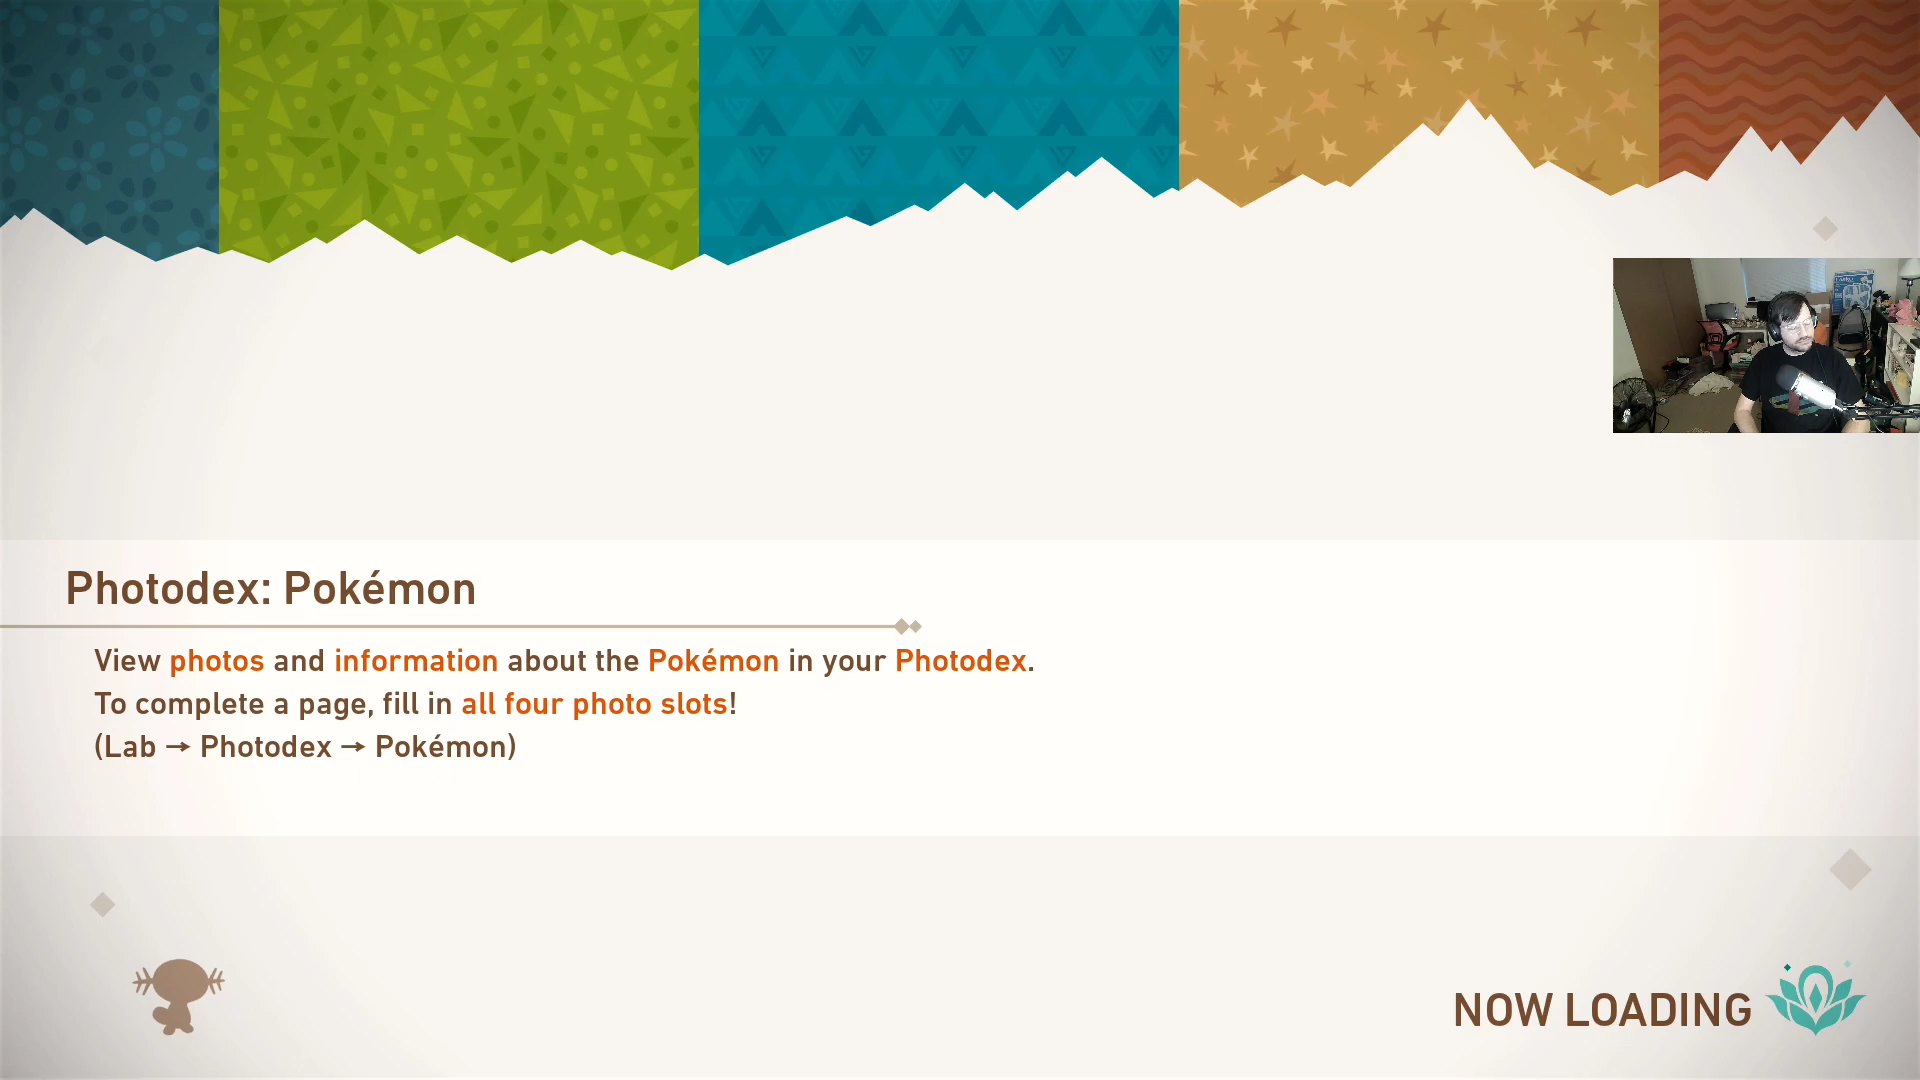 Photodex: Pokémon
View photos and information about the Pokémon in your Photodex.
To complete a page, fill in all four photo slots!
(Lab → Photodex → Pokémon)
NOW LOADING